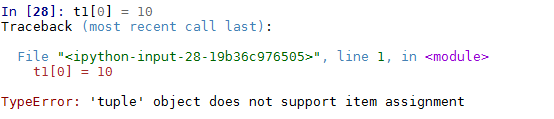 In [28]: t1[0] = 10
Traceback (most recent call last):
File "<ipython-input-28-19b36c976505>", line 1, in <module>
t1[0] = 10
TypeError: 'tuple' object does not support item assignment